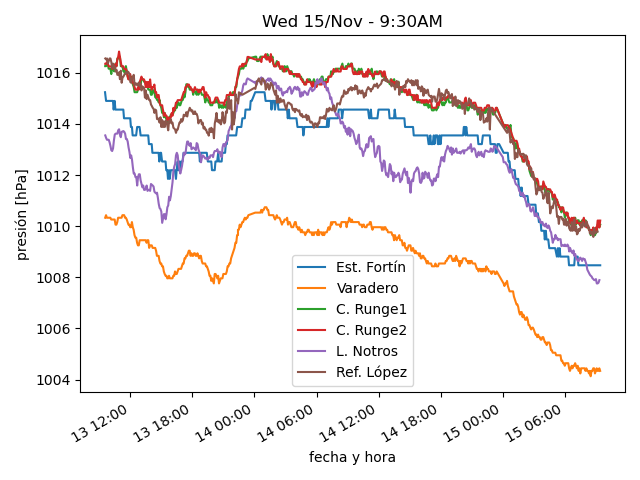 Wed 15/Nov - 9:30AM
presión [hPa]
1016
1014
1012
1010
1008
1006
1004
Est. Fortín
Varadero
C. Runge1
C. Runge2
L. Notros
Ref. López
13 12:00
13 18:00
14 00:00
14 06:00
14 12:00
14 18:00
15 00:00
15 06:00
fecha y hora